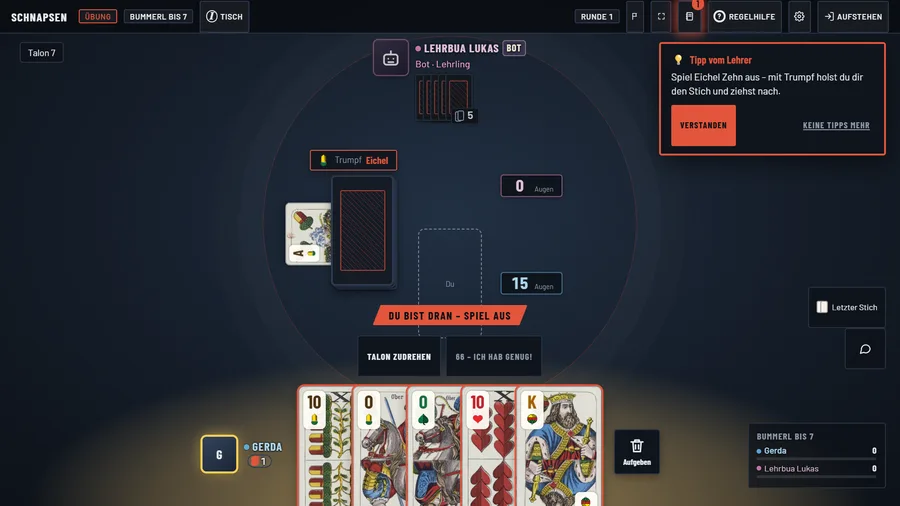 SCHNAPSEN
ÜBUNG
BUMMERL BIS 7
TISCH
RUNDE 1
1
REGELHILFE
AUFSTEHEN
Talon 7
LEHRBUA LUKAS BOT
Bot · Lehrling
5
Tipp vom Lehrer
Spiel Eichel Zehn aus – mit Trumpf holst du dir
den Stich und ziehst nach.
VERSTANDEN
KEINE TIPPS MEHR
Trumpf Eichel
A
0 Augen
Du
15 Augen
Letzter Stich
DU BIST DRAN – SPIEL AUS
TALON ZUDREHEN
66 – ICH HAB GENUG!
10
X
O
Ober
O
10
X
K
G
GERDA
1
Aufgeben
BUMMERL BIS 7
Gerda 0
Lehrbua Lukas 0